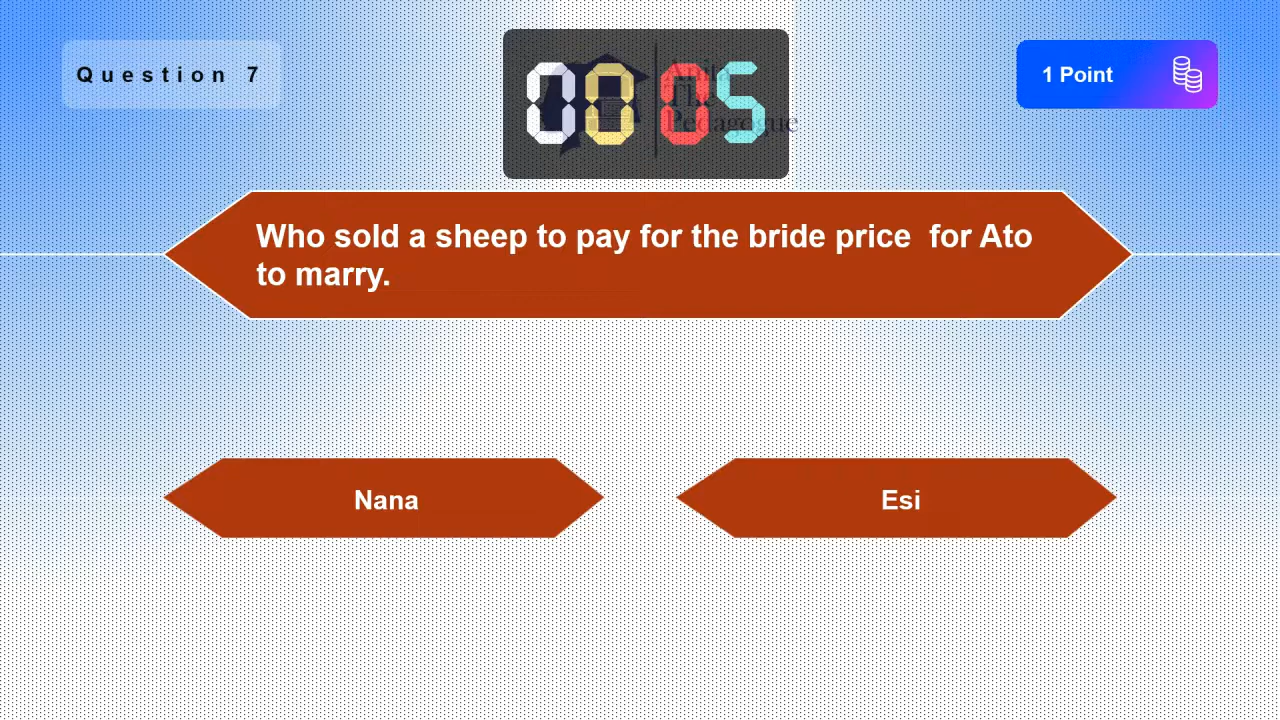 Question 7
00 05
1 Point
Who sold a sheep to pay for the bride price  for Ato
to marry.
Nana
Esi